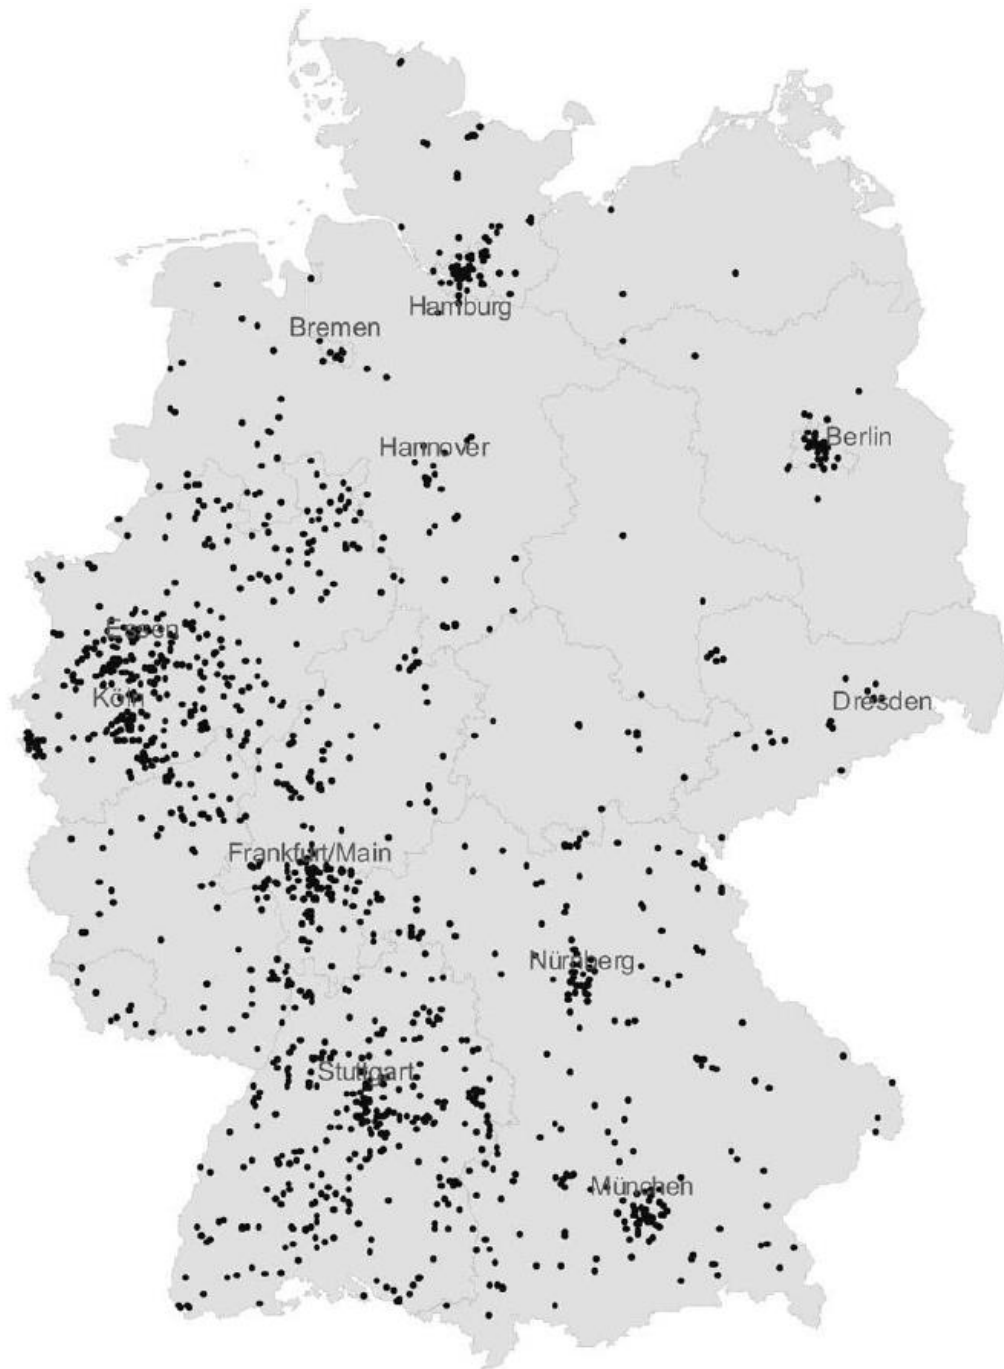 Hamburg
Bremen
Hannover
Berlin
Essen
Köln
Dresden
Frankfurt/Main
Nürnberg
Stuttgart
München